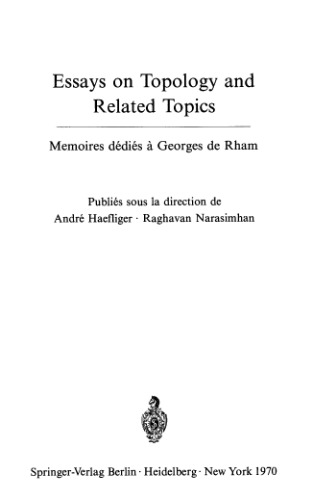 Essays on Topology and
Related Topics
Memoires dédiés à Georges de Rham
Publiés sous la direction de
André Haefliger · Raghavan Narasimhan
Springer-Verlag Berlin · Heidelberg · New York 1970